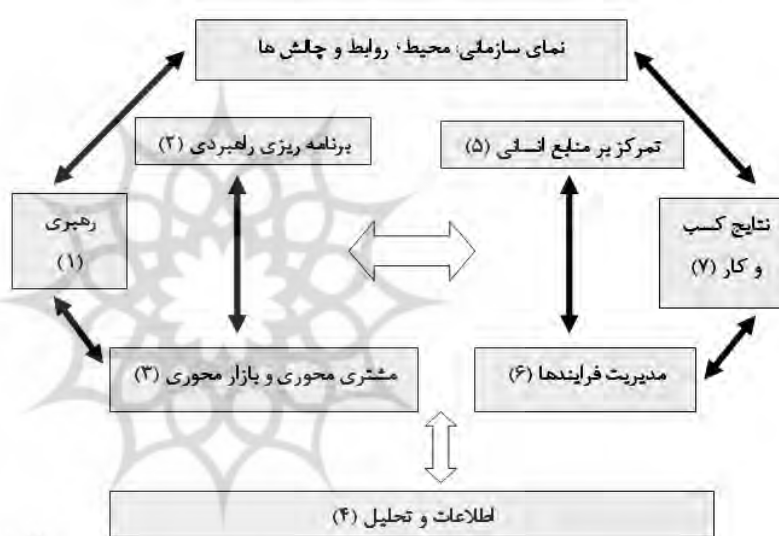 نمای سازمانی: محیط، روابط و چالش ها
تمرکز بر منابع انسانی (۵)
برنامه ریزی راهبردی (۲)
نتایج کسب
و کار (۷)
رهبری
(۱)
مدیریت فرایندها (۶)
مشتری محوری و بازار محوری (۳)
اطلاعات و تحلیل (۴)